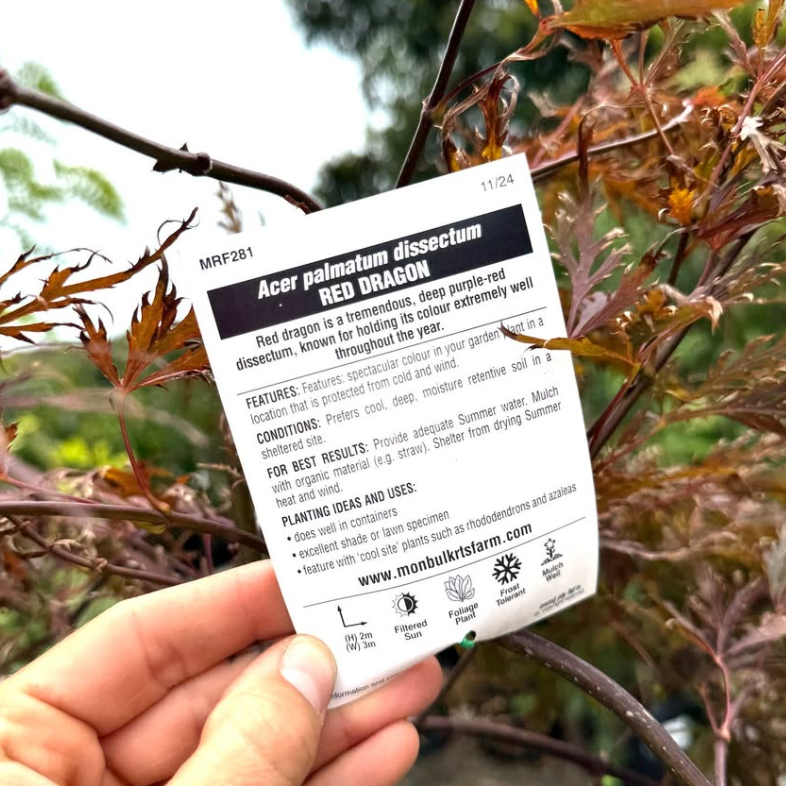 11/24
MRF281
Acer palmatum dissectum
RED DRAGON
Red dragon is a tremendous, deep purple-red
dissectum, known for holding its colour extremely well
throughout the year.
FEATURES: Features: spectacular colour in your garden. Plant in a
location that is protected from cold and wind.
CONDITIONS: Prefers cool, deep, moisture retentive soil in a
sheltered site.
FOR BEST RESULTS: Provide adequate Summer water. Mulch
with organic material (e.g. straw). Shelter from drying Summer
heat and wind.
PLANTING IDEAS AND USES:
• does well in containers
• excellent shade or lawn specimen
• feature with 'cool site' plants such as rhododendrons and azaleas
www.monbulkrtsfarm.com
(H) 2m
(W) 3m
Filtered
Sun
Foliage
Plant
Frost
Tolerant
Mulch
Well